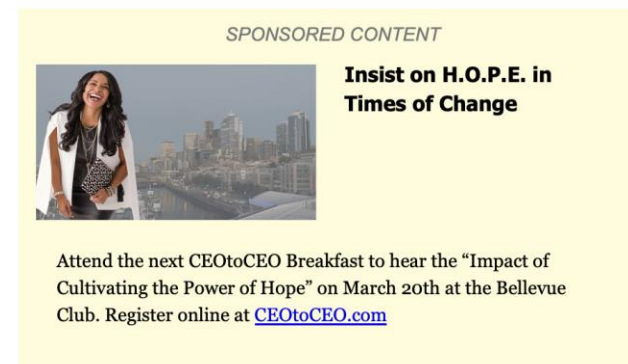 SPONSORED CONTENT
Insist on H.O.P.E. in
Times of Change
Attend the next CEOtoCEO Breakfast to hear the “Impact of
Cultivating the Power of Hope” on March 20th at the Bellevue
Club. Register online at CEOtoCEO.com